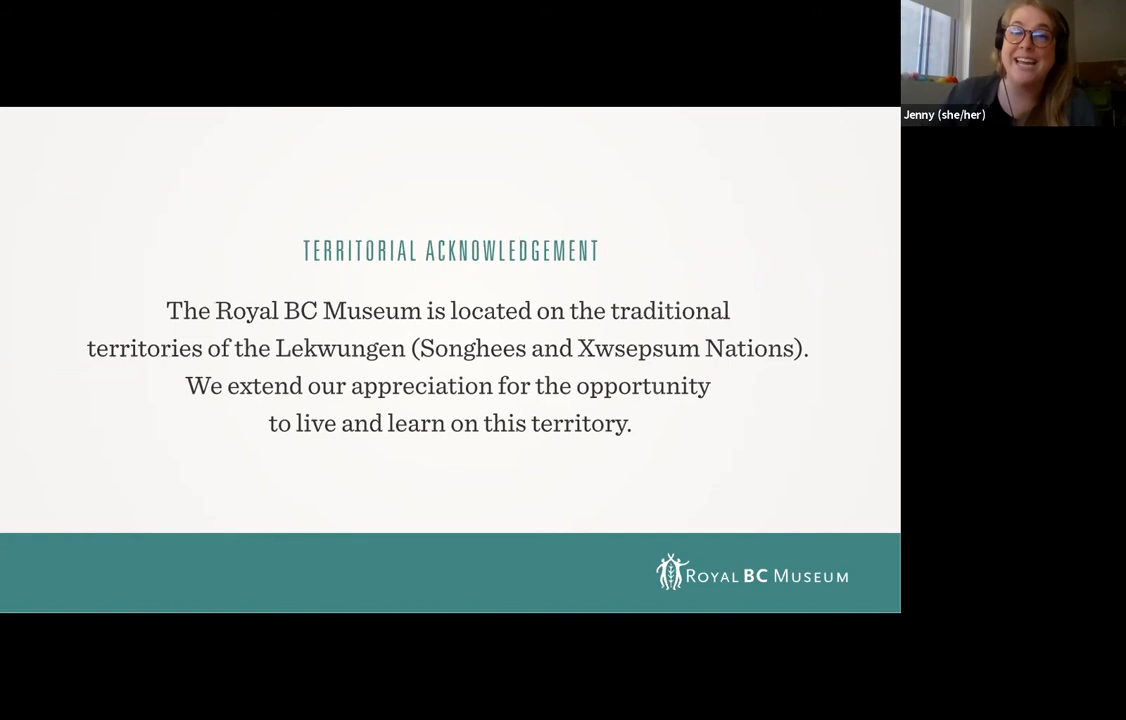 Jenny (she/her)
TERRITORIAL ACKNOWLEDGEMENT
The Royal BC Museum is located on the traditional
territories of the Lekwungen (Songhees and Xwsepsum Nations).
We extend our appreciation for the opportunity
to live and learn on this territory.
ROYAL BC MUSEUM